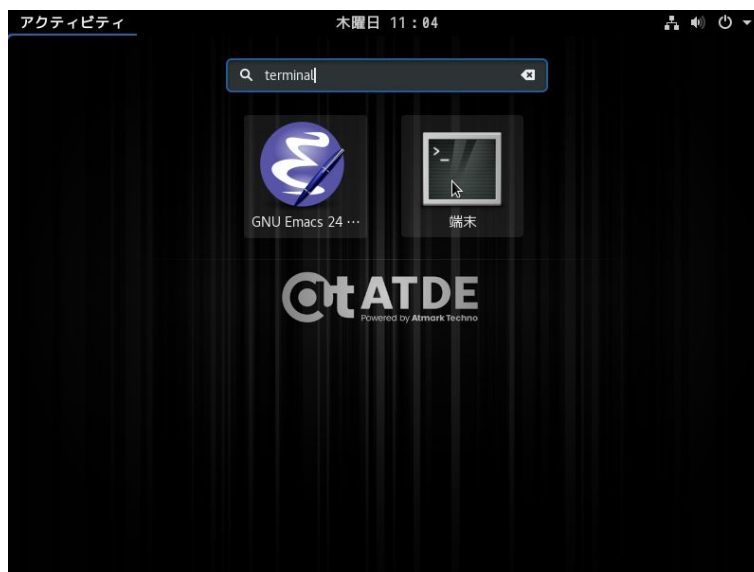 アクティビティ
木曜日 11：04
terminal
GNU Emacs 24 …
端末
at ATDE
Powered by Atmark Techno